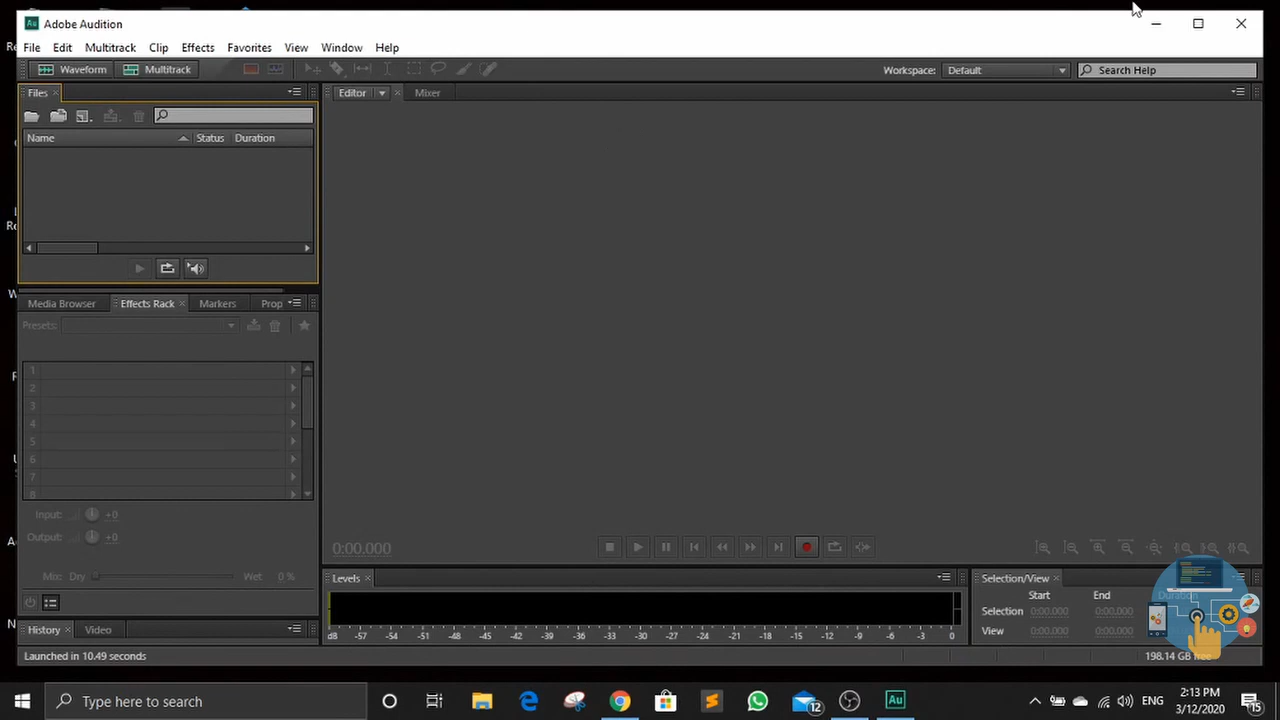 Adobe Audition
File Edit Multitrack Clip Effects Favorites View Window Help
Waveform Multitrack Workspace: Default Search Help
Files Editor Mixer
Name Status Duration
Media Browser Effects Rack Markers Prop
Presets:
1
2
3
4
5
6
7
8
Input: +0
Output: +0
0:00.000
Mix: Dry Wet 0 %
Levels Selection/View
Start End Duration
Selection 0:00.000 0:00.000
View 0:00.000 0:00.000
dB -57 -54 -51 -48 -45 -42 -39 -36 -33 -30 -27 -24 -21 -18 -15 -12 -9 -6 -3 0
History Video
Launched in 10.49 seconds 198.14 GB free
Type here to search 12 Au ENG 2:13 PM
3/12/2020 15